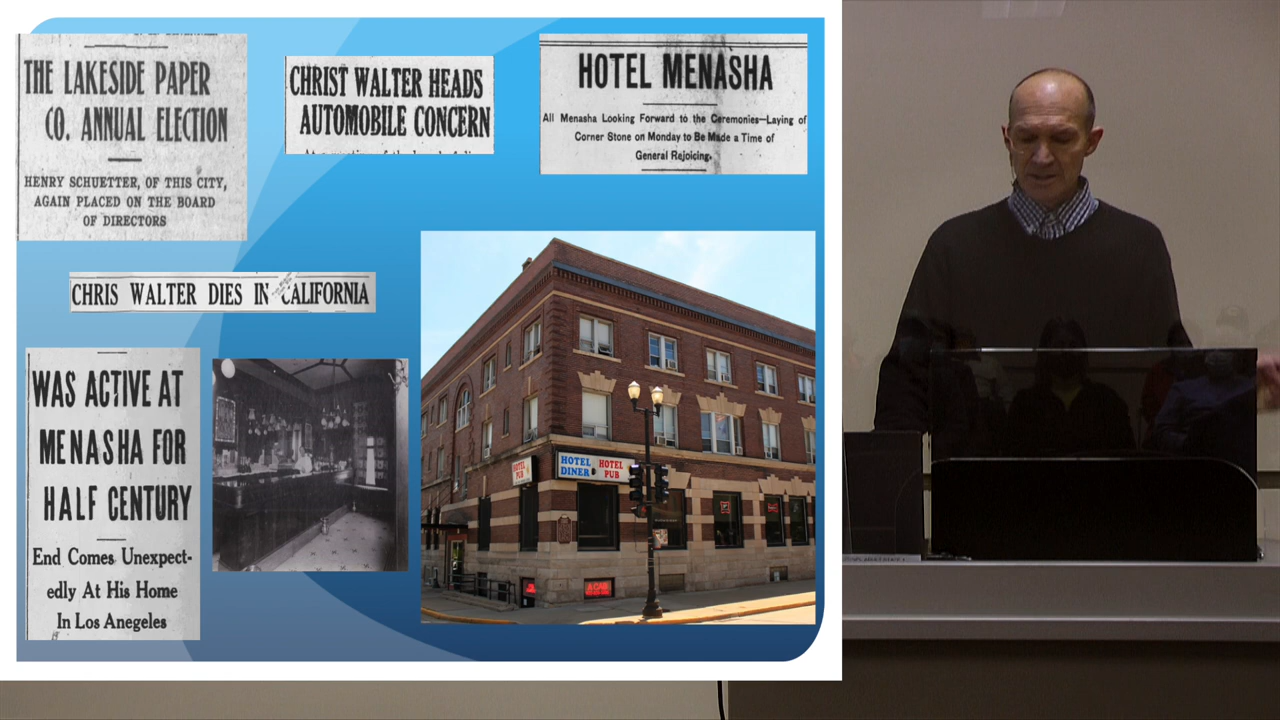 THE LAKESIDE PAPER
CO. ANNUAL ELECTION
HENRY SCHUETTER, OF THIS CITY,
AGAIN PLACED ON THE BOARD
OF DIRECTORS
CHRIST WALTER HEADS
AUTOMOBILE CONCERN
HOTEL MENASHA
All Menasha Looking Forward to the Ceremonies—Laying of
Corner Stone on Monday to Be Made a Time of
General Rejoicing.
CHRIS WALTER DIES IN CALIFORNIA
WAS ACTIVE AT
MENASHA FOR
HALF CENTURY
End Comes Unexpect-
edly At His Home
In Los Anegeles
HOTEL
PUB
HOTEL
DINER
HOTEL
PUB